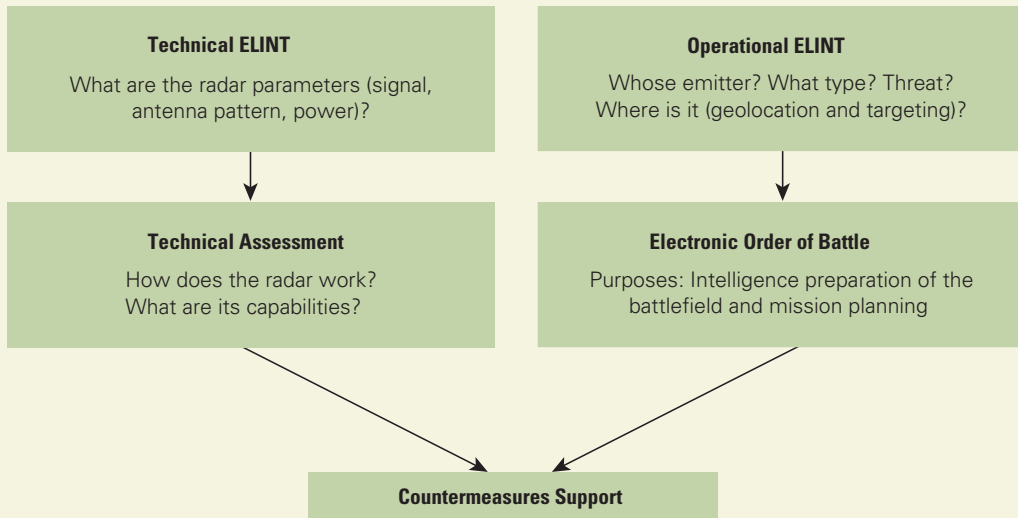 Technical ELINT
What are the radar parameters (signal,
antenna pattern, power)?
Operational ELINT
Whose emitter? What type? Threat?
Where is it (geolocation and targeting)?
Technical Assessment
How does the radar work?
What are its capabilities?
Electronic Order of Battle
Purposes: Intelligence preparation of the
battlefield and mission planning
Countermeasures Support